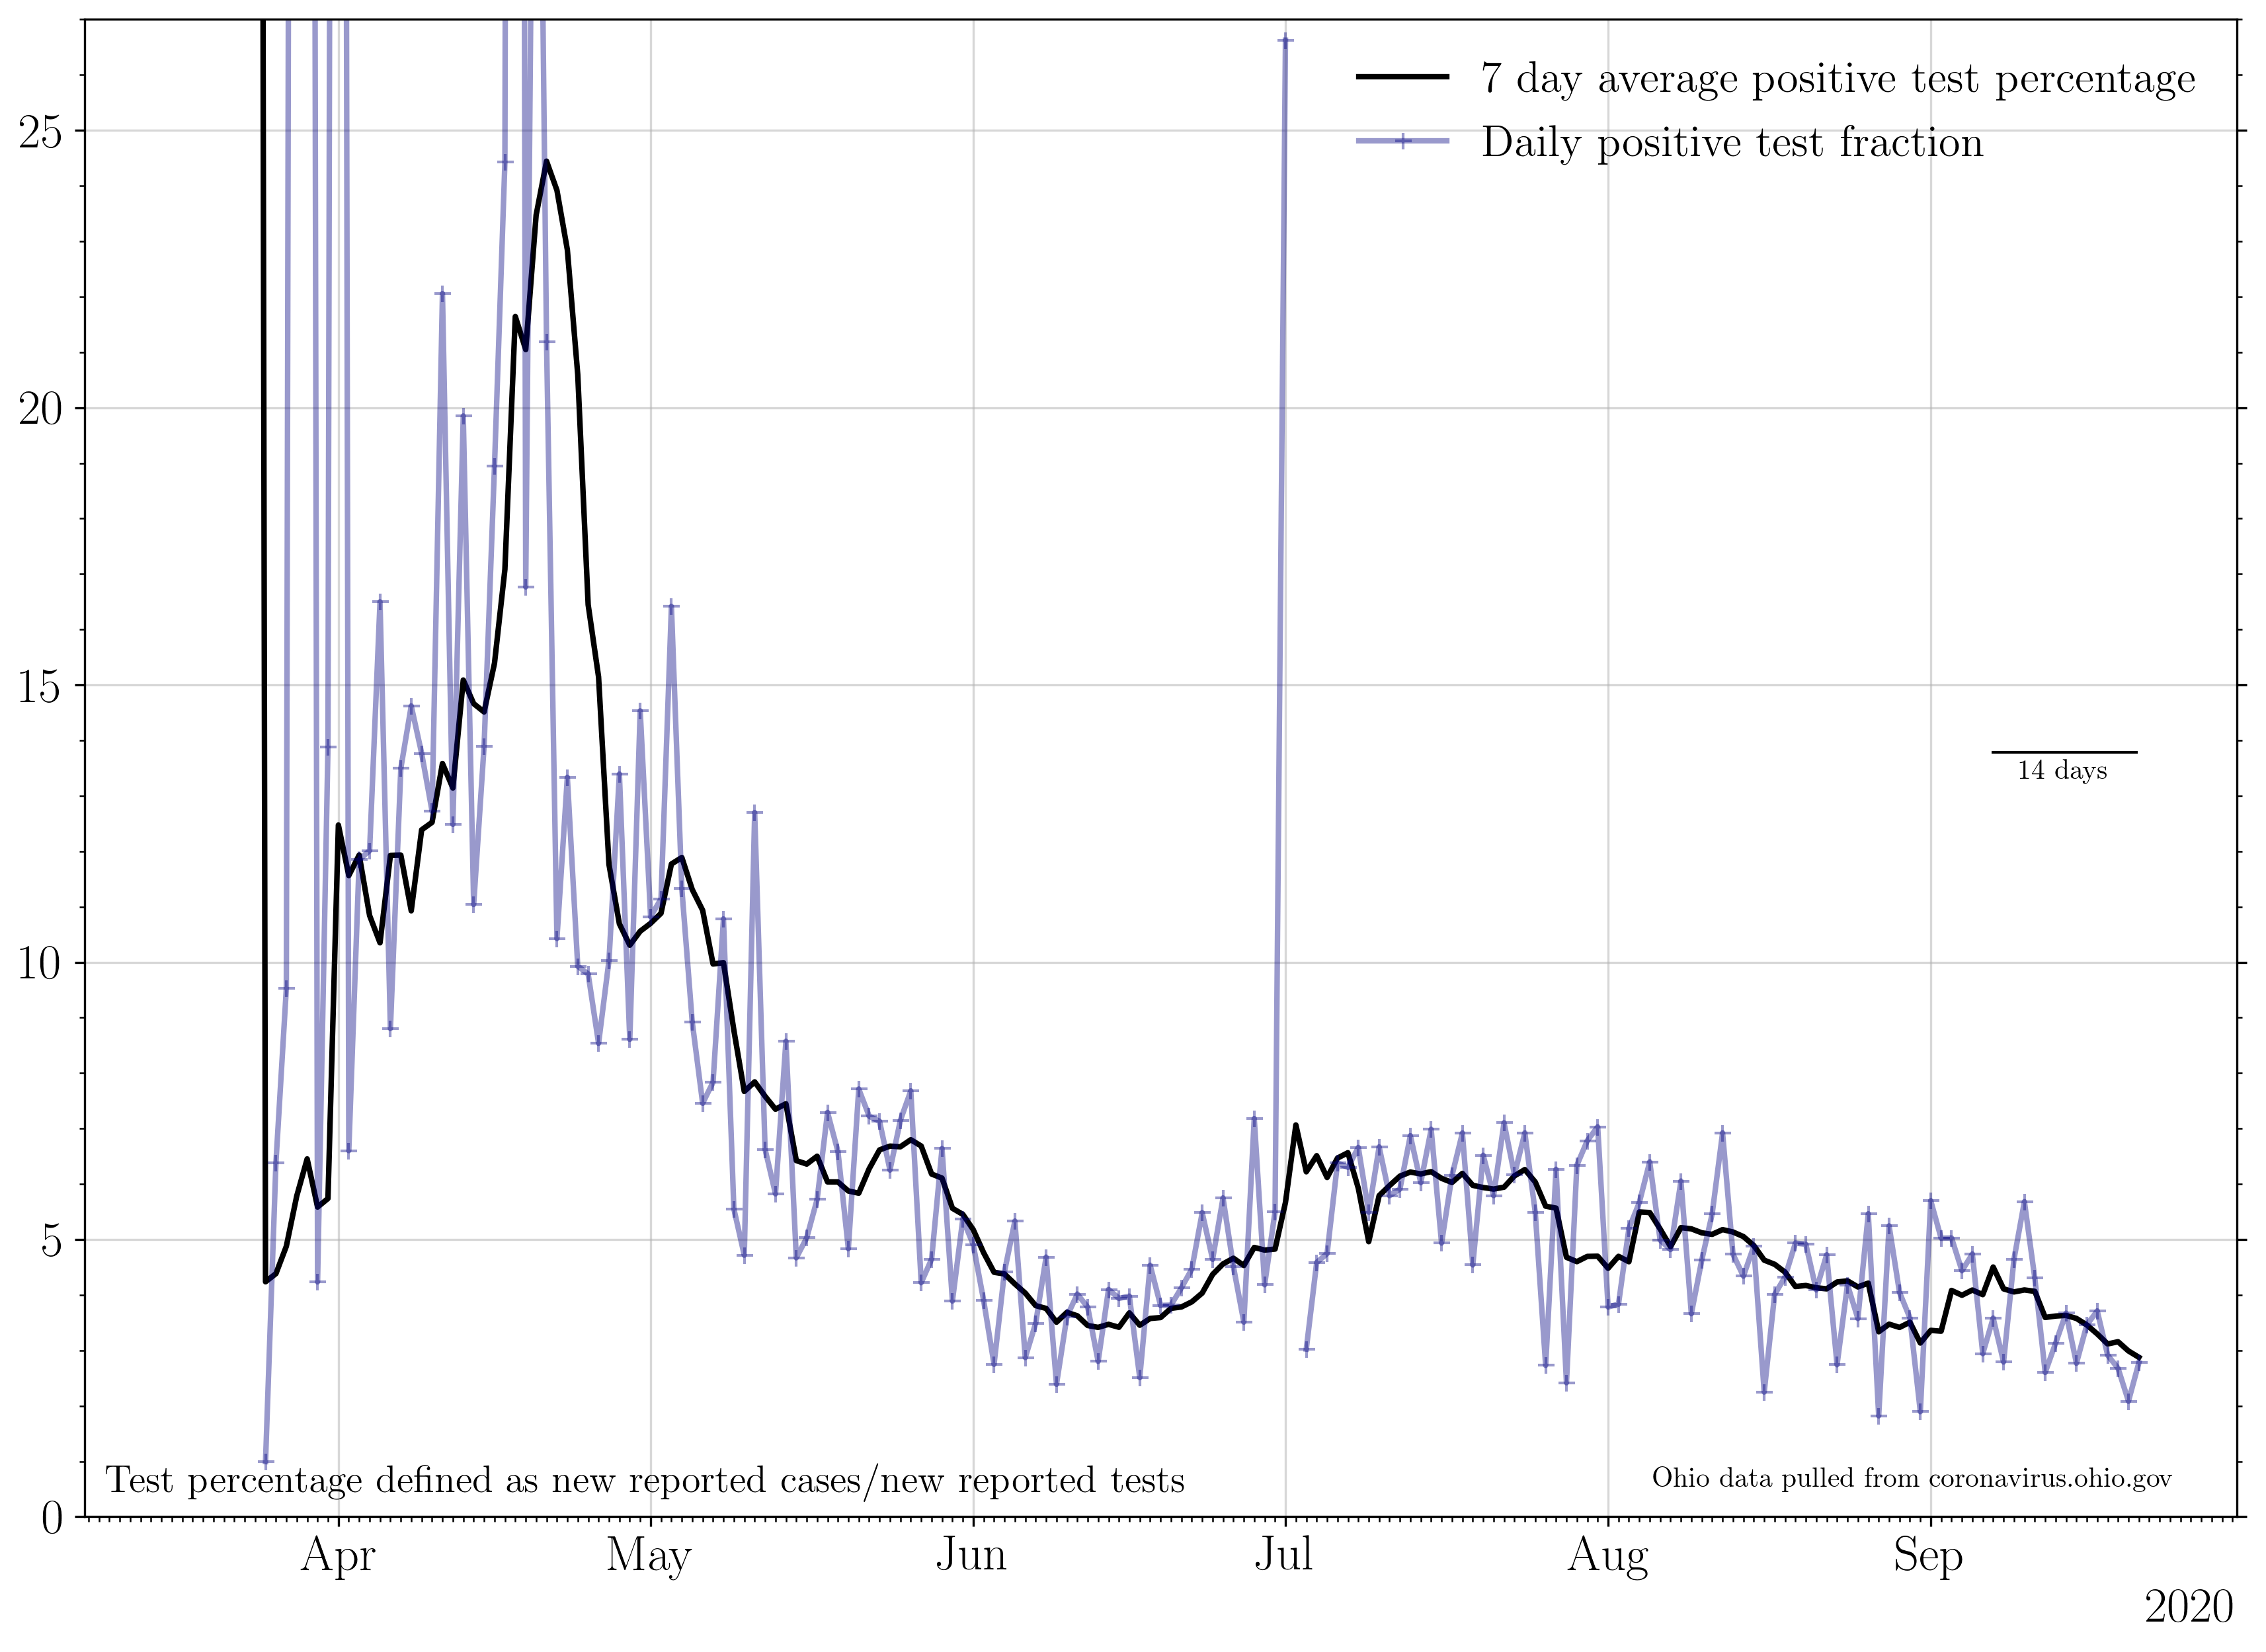 7 day average positive test percentage
Daily positive test fraction
25
20
15
10
5
0
14 days
Test percentage defined as new reported cases/new reported tests
Ohio data pulled from coronavirus.ohio.gov
Apr May Jun Jul Aug Sep
2020